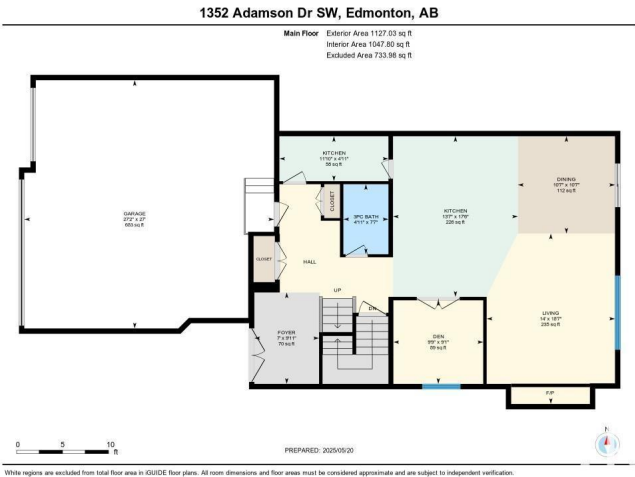 1352 Adamson Dr SW, Edmonton, AB
Main Floor Exterior Area 1127.03 sq ft
Interior Area 1047.80 sq ft
Excluded Area 733.98 sq ft
KITCHEN
11'10" x 4'11"
55 sq ft
DINING
10'7" x 10'7"
112 sq ft
CLOSET
GARAGE
27'2" x 27'
693 sq ft
3PC BATH
4'11" x 7'7"
KITCHEN
13'7" x 17'6"
226 sq ft
CLOSET
HALL
UP
DN
LIVING
14' x 16'7"
235 sq ft
FOYER
7' x 9'11"
70 sq ft
DEN
9'9" x 9'1"
89 sq ft
F/P
N
0 5 10
ft
PREPARED: 2025/05/20
White regions are excluded from total floor area in iGUIDE floor plans. All room dimensions and floor areas must be considered approximate and are subject to independent verification.